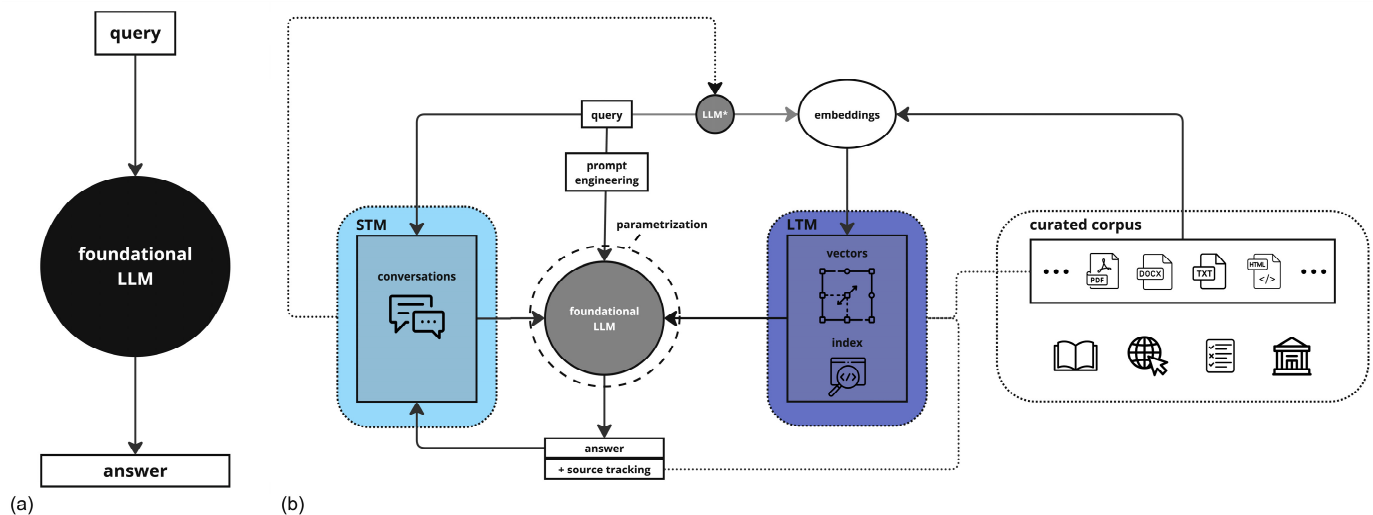 query
foundational
LLM
answer
(a)
query
LLM*
embeddings
prompt
engineering
parametrization
STM
conversations
foundational
LLM
answer
+ source tracking
LTM
vectors
index
</>
curated corpus
•••
PDF
DOCX
TXT
HTML
</>
•••
(b)